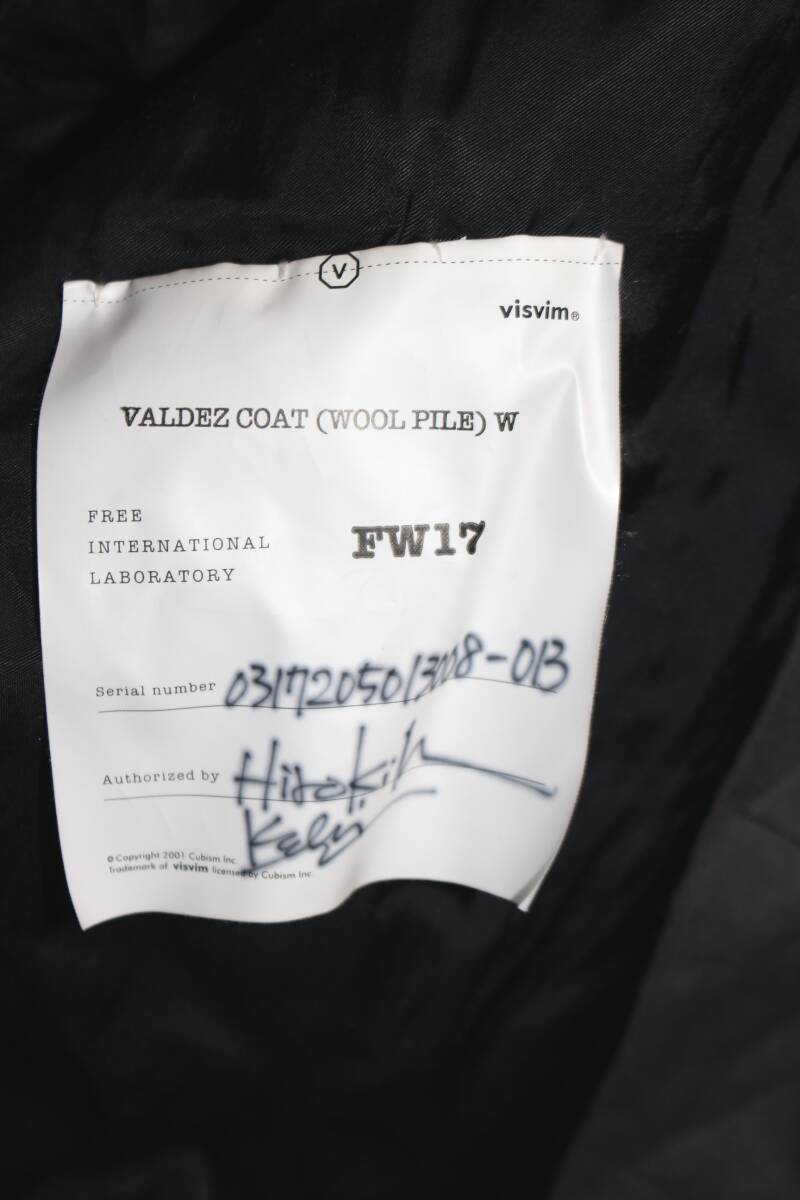 V
visvim®
VALDEZ COAT (WOOL PILE) W
FREE
INTERNATIONAL
LABORATORY
FW17
Serial number 0317205013008-013
Authorized by Hiroki
© Copyright 2001 Cubism Inc
Trademark of visvim licensed by Cubism Inc